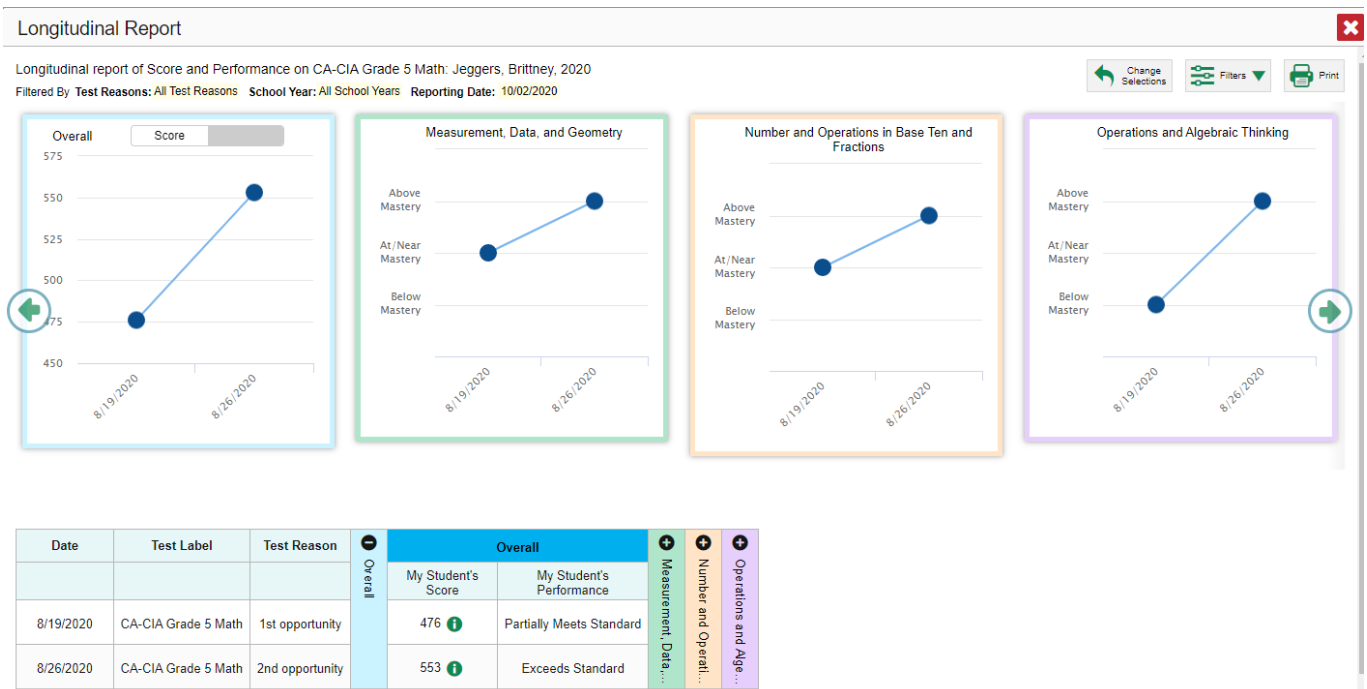 Longitudinal Report
Longitudinal report of Score and Performance on CA-CIA Grade 5 Math: Jeggers, Brittney, 2020
Filtered By Test Reasons: All Test Reasons School Year: All School Years Reporting Date: 10/02/2020
Change
Selections
Filters
Print
Overall
Score
575
550
525
500
475
450
8/19/2020
8/26/2020
Measurement, Data, and Geometry
Above
Mastery
At/Near
Mastery
Below
Mastery
8/19/2020
8/26/2020
Number and Operations in Base Ten and
Fractions
Above
Mastery
At/Near
Mastery
Below
Mastery
8/19/2020
8/26/2020
Operations and Algebraic Thinking
Above
Mastery
At/Near
Mastery
Below
Mastery
8/19/2020
8/26/2020
Date Test Label Test Reason Overall
My Student's
Score
My Student's
Performance
8/19/2020 CA-CIA Grade 5 Math 1st opportunity 476 Partially Meets Standard
8/26/2020 CA-CIA Grade 5 Math 2nd opportunity 553 Exceeds Standard
Overall
Measurement, Data,...
Number and Operati...
Operations and Alge...